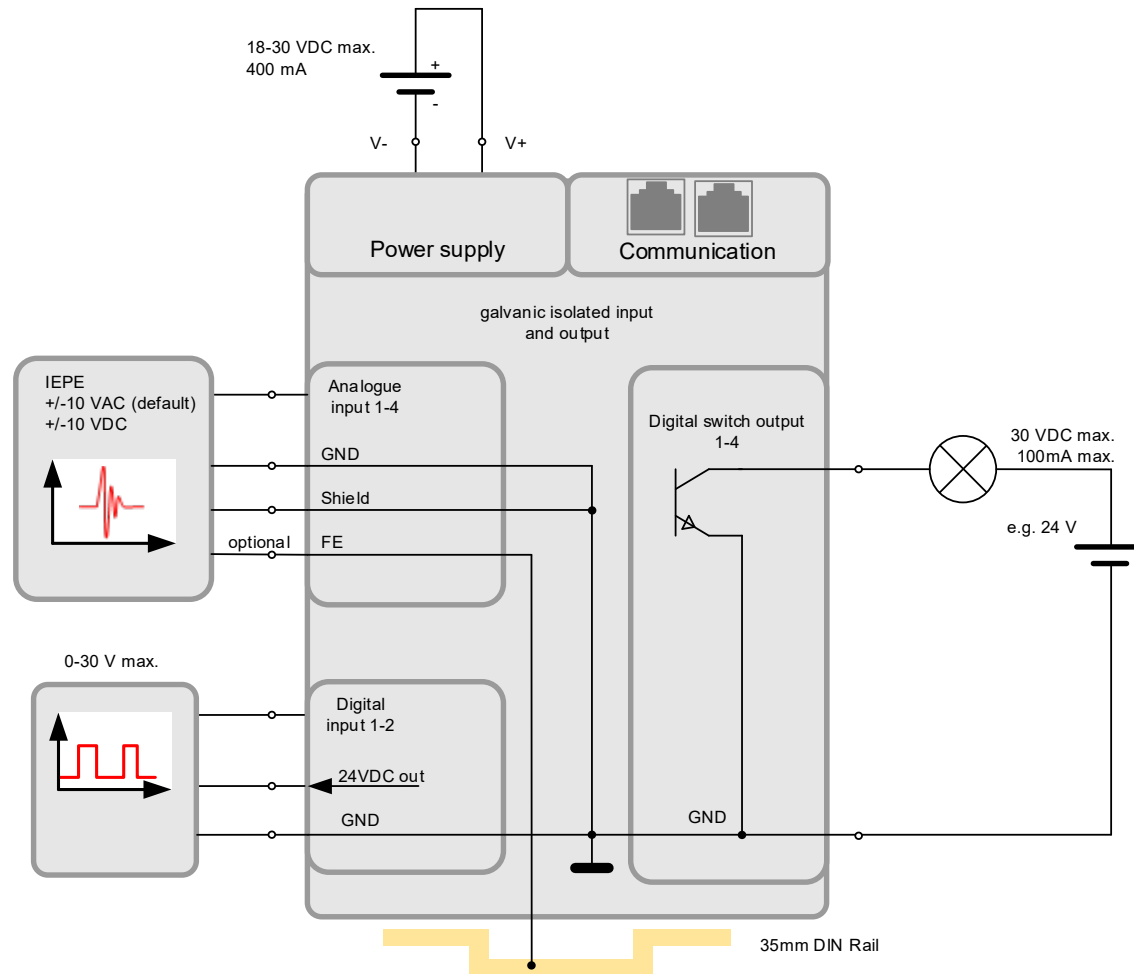 18-30 VDC max.
400 mA
+
-
V-
V+
Power supply
Communication
galvanic isolated input
and output
IEPE
+/-10 VAC (default)
+/-10 VDC
Analogue
input 1-4
GND
Shield
optional
FE
Digital switch output
1-4
30 VDC max.
100mA max.
e.g. 24 V
0-30 V max.
Digital
input 1-2
24VDC out
GND
GND
35mm DIN Rail